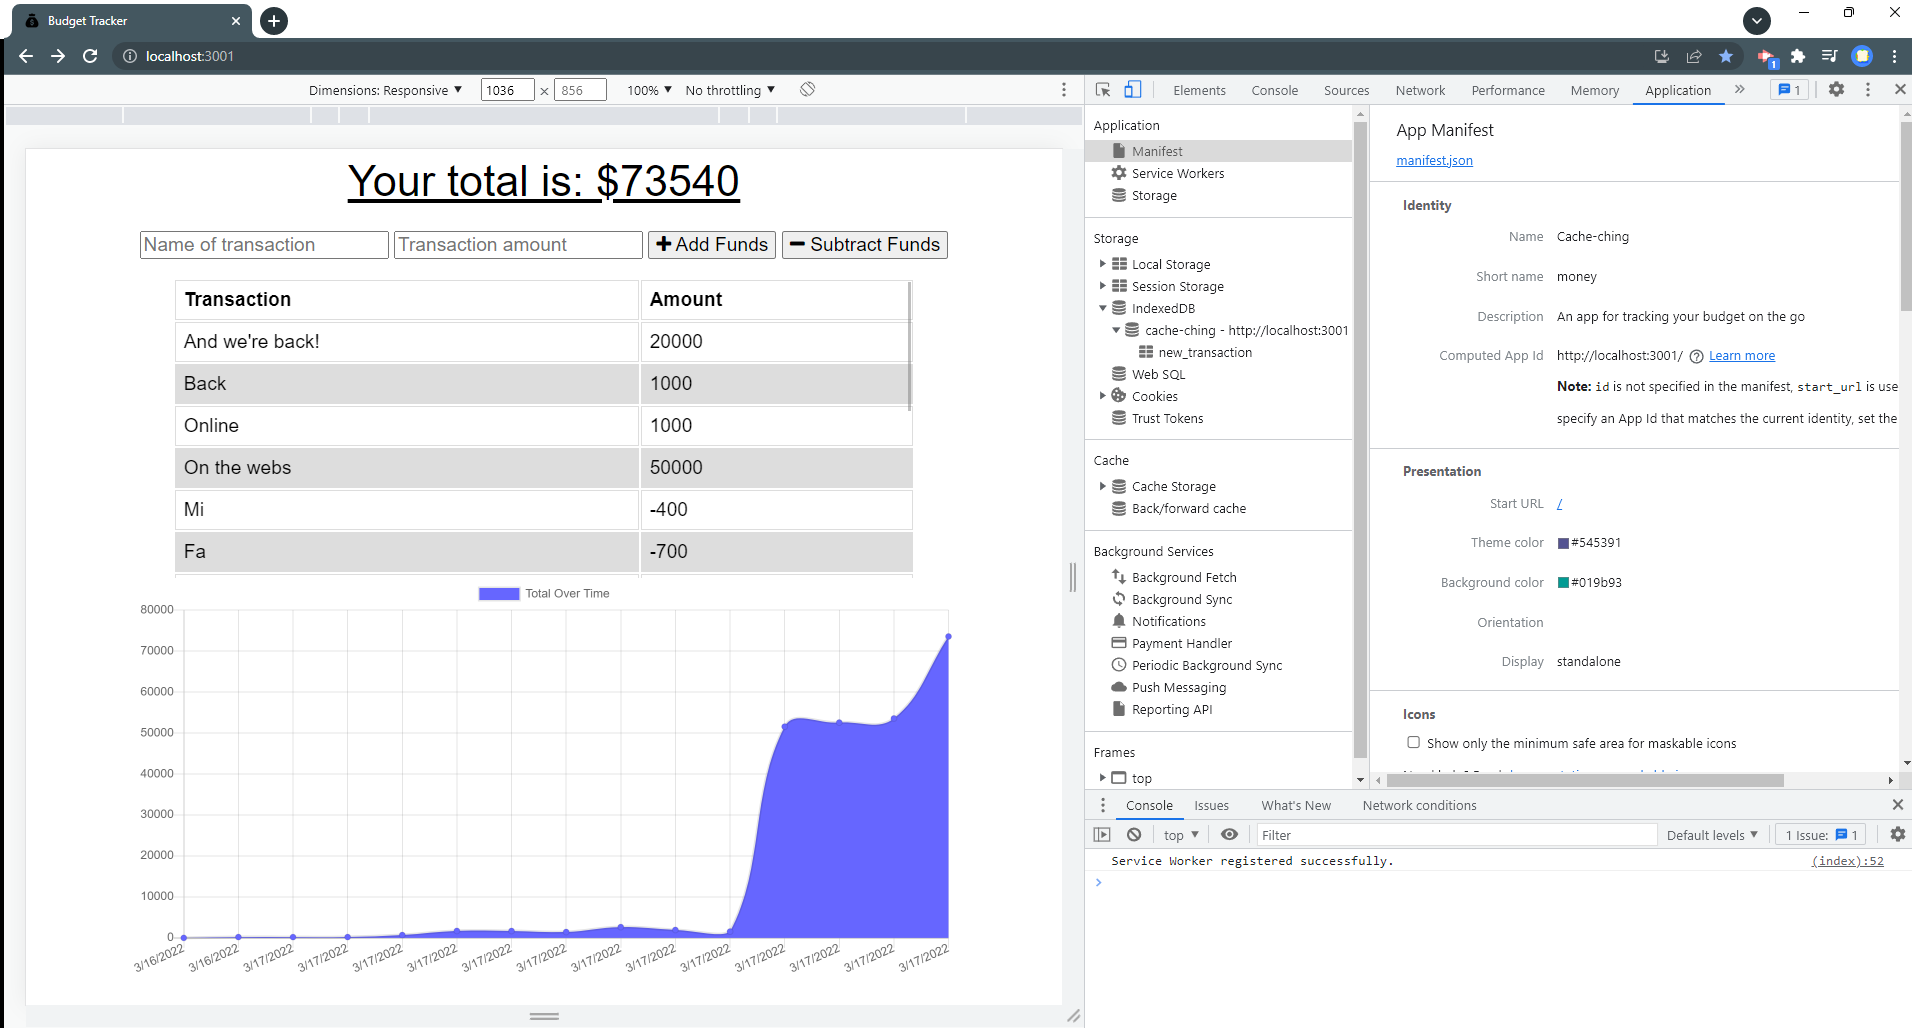 Budget Tracker
localhost:3001
1
Dimensions: Responsive ▼ 1036 × 856 100% ▼ No throttling ▼
Elements Console Sources Network Performance Memory Application » 1
Your total is: $73540
Name of transaction Transaction amount + Add Funds − Subtract Funds
Transaction Amount
And we're back! 20000
Back 1000
Online 1000
On the webs 50000
Mi -400
Fa -700
Total Over Time
80000
70000
60000
50000
40000
30000
20000
10000
0
3/16/2022 3/16/2022 3/17/2022 3/17/2022 3/17/2022 3/17/2022 3/17/2022 3/17/2022 3/17/2022 3/17/2022 3/17/2022 3/17/2022 3/17/2022 3/17/2022 3/17/2022
Application
Manifest
Service Workers
Storage
Storage
Local Storage
Session Storage
IndexedDB
cache-ching - http://localhost:3001
new_transaction
Web SQL
Cookies
Trust Tokens
Cache
Cache Storage
Back/forward cache
Background Services
Background Fetch
Background Sync
Notifications
Payment Handler
Periodic Background Sync
Push Messaging
Reporting API
Frames
top
App Manifest
manifest.json
Identity
Name Cache-ching
Short name money
Description An app for tracking your budget on the go
Computed App Id http://localhost:3001/ Learn more
Note: id is not specified in the manifest, start_url is use
specify an App Id that matches the current identity, set the
Presentation
Start URL /
Theme color #545391
Background color #019b93
Orientation
Display standalone
Icons
Show only the minimum safe area for maskable icons
Console Issues What's New Network conditions
top ▼ Filter Default levels ▼ 1 Issue: 1
Service Worker registered successfully. (index):52